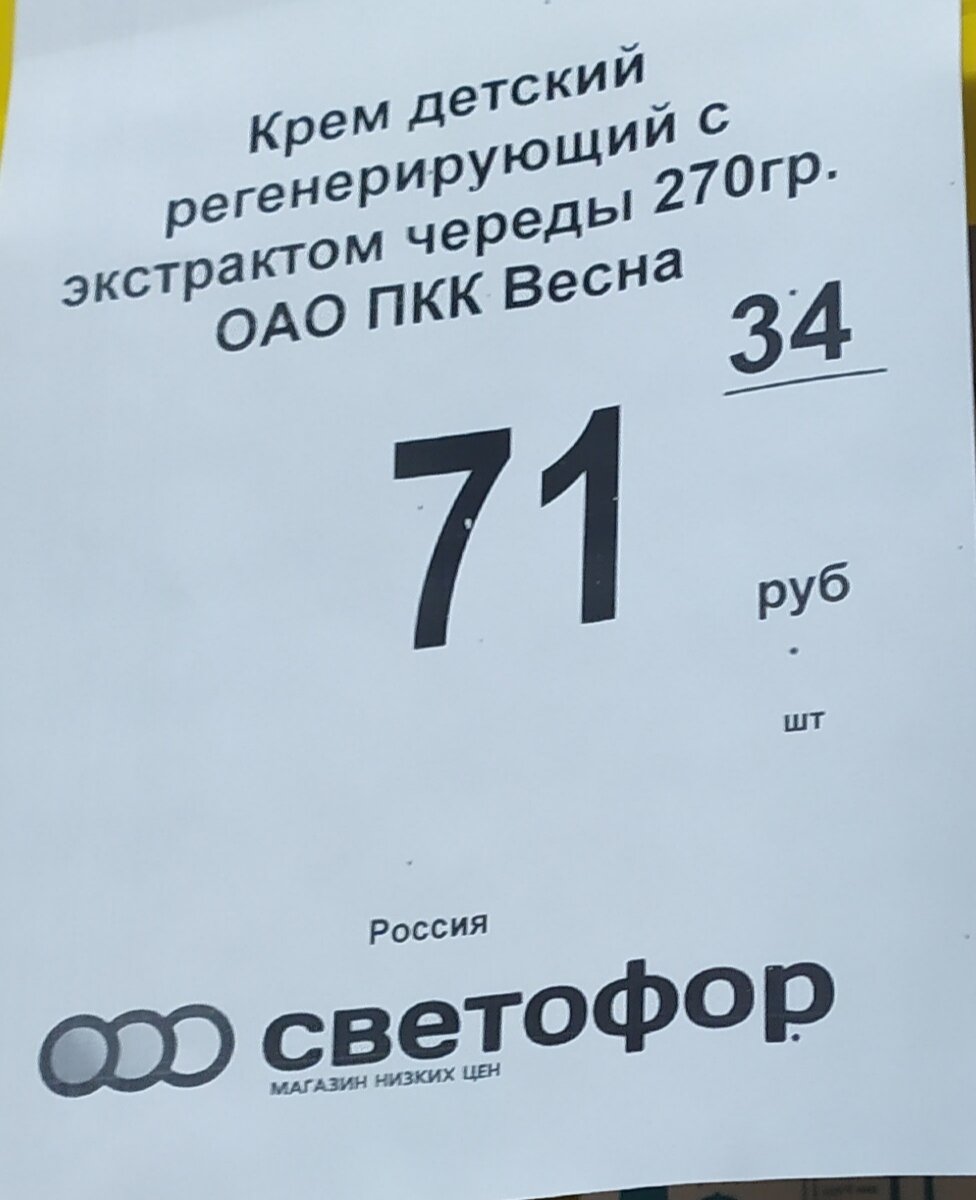 Крем детский
регенерирующий с
экстрактом череды 270гр.
ОАО ПКК Весна
34
71
руб
.
шт
Россия
светофор
МАГАЗИН НИЗКИХ ЦЕН